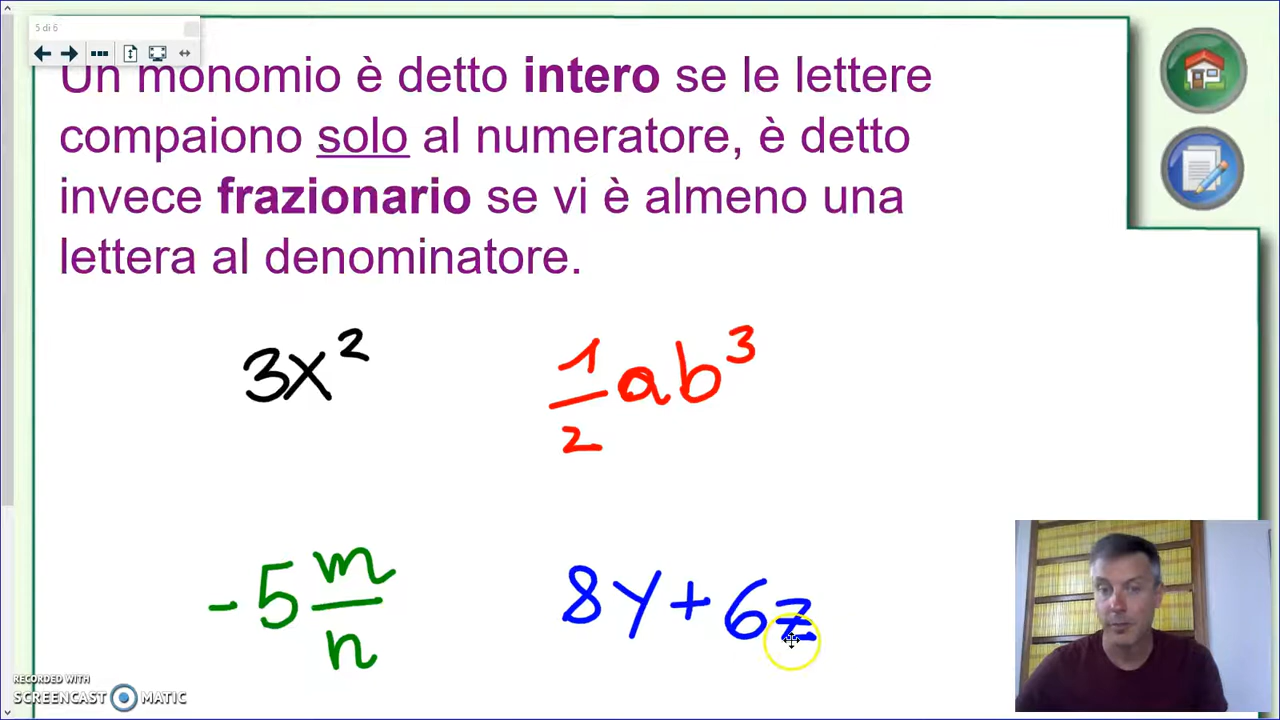 5 di 6
Un monomio è detto intero se le lettere
compaiono solo al numeratore, è detto
invece frazionario se vi è almeno una
lettera al denominatore.
3x² 1/2 ab³
-5 m/n 8y+6z
RECORDED WITH
SCREENCAST MATIC